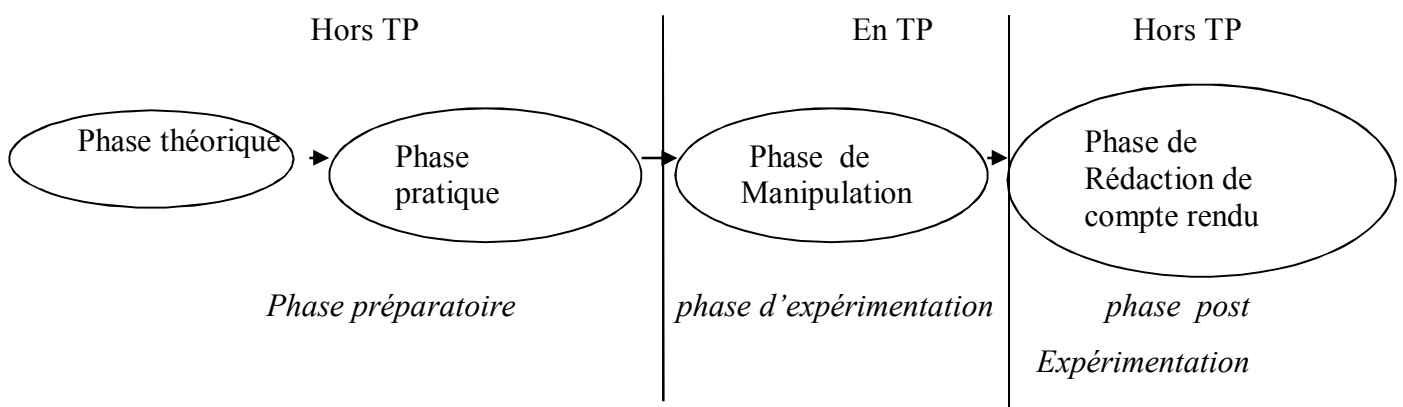 Hors TP
En TP
Hors TP
Phase théorique
Phase
pratique
Phase de
Manipulation
Phase de
Rédaction de
compte rendu
Phase préparatoire
phase d'expérimentation
phase post
Expérimentation